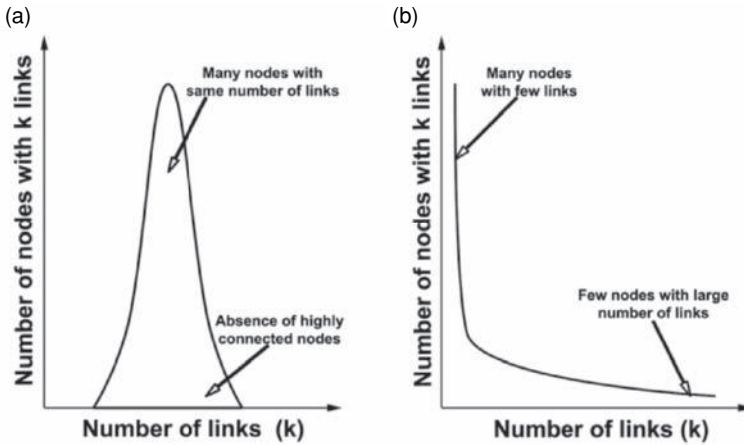 (a)
Number of nodes with k links
Many nodes with
same number of links
Absence of highly
connected nodes
Number of links (k)
(b)
Number of nodes with k links
Many nodes
with few links
Few nodes with large
number of links
Number of links (k)